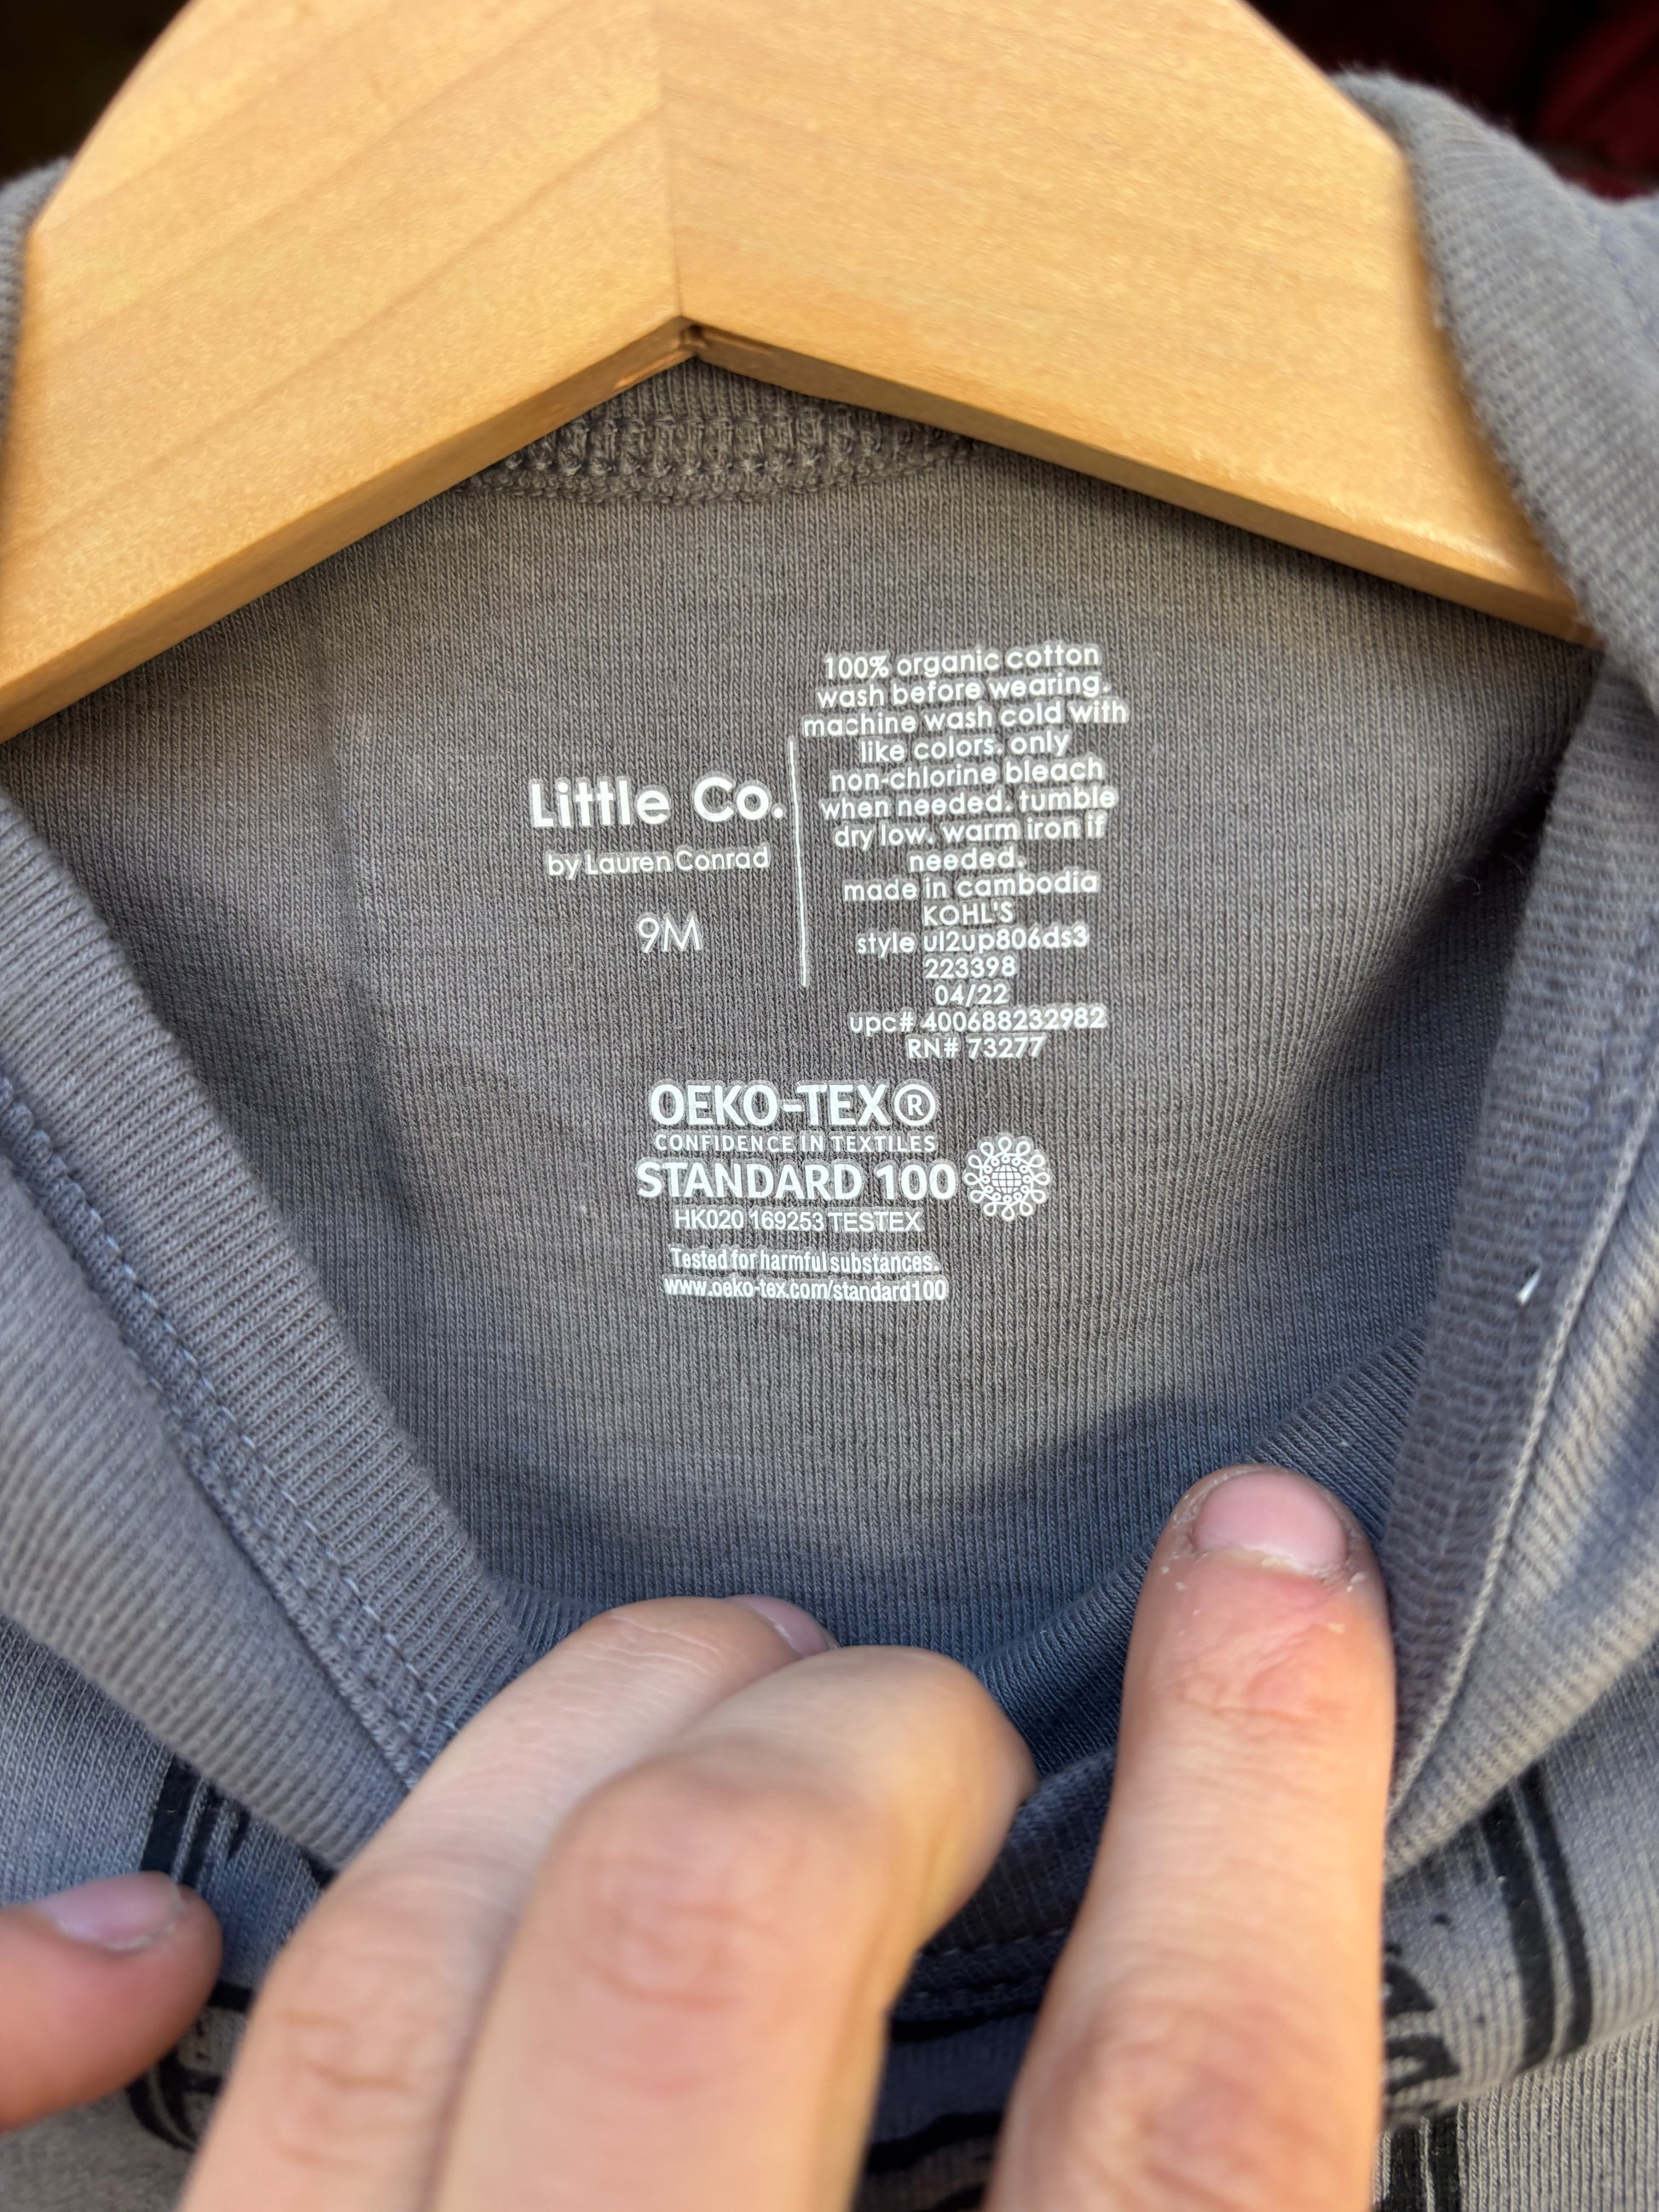 Little Co.
by Lauren Conrad
9M
100% organic cotton
wash before wearing.
machine wash cold with
like colors. only
non-chlorine bleach
when needed. tumble
dry low. warm iron if
needed.
made in cambodia
KOHL'S
style ul2up806ds3
223398
04/22
upc# 400688232982
RN# 73277
OEKO-TEX®
CONFIDENCE IN TEXTILES
STANDARD 100
HK020 169253 TESTEX
Tested for harmful substances.
www.oeko-tex.com/standard100